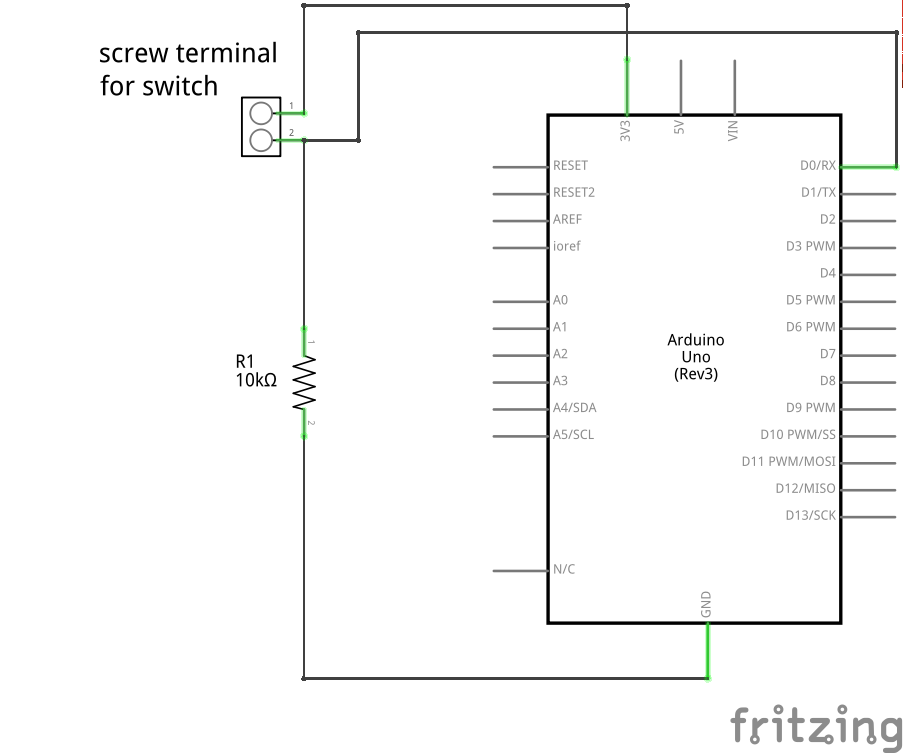 screw terminal
for switch
1
2
3V3
5V
VIN
RESET
RESET2
AREF
ioref
A0
A1
A2
A3
A4/SDA
A5/SCL
N/C
D0/RX
D1/TX
D2
D3 PWM
D4
D5 PWM
D6 PWM
D7
D8
D9 PWM
D10 PWM/SS
D11 PWM/MOSI
D12/MISO
D13/SCK
Arduino
Uno
(Rev3)
GND
1
R1
10kΩ
2
fritzing